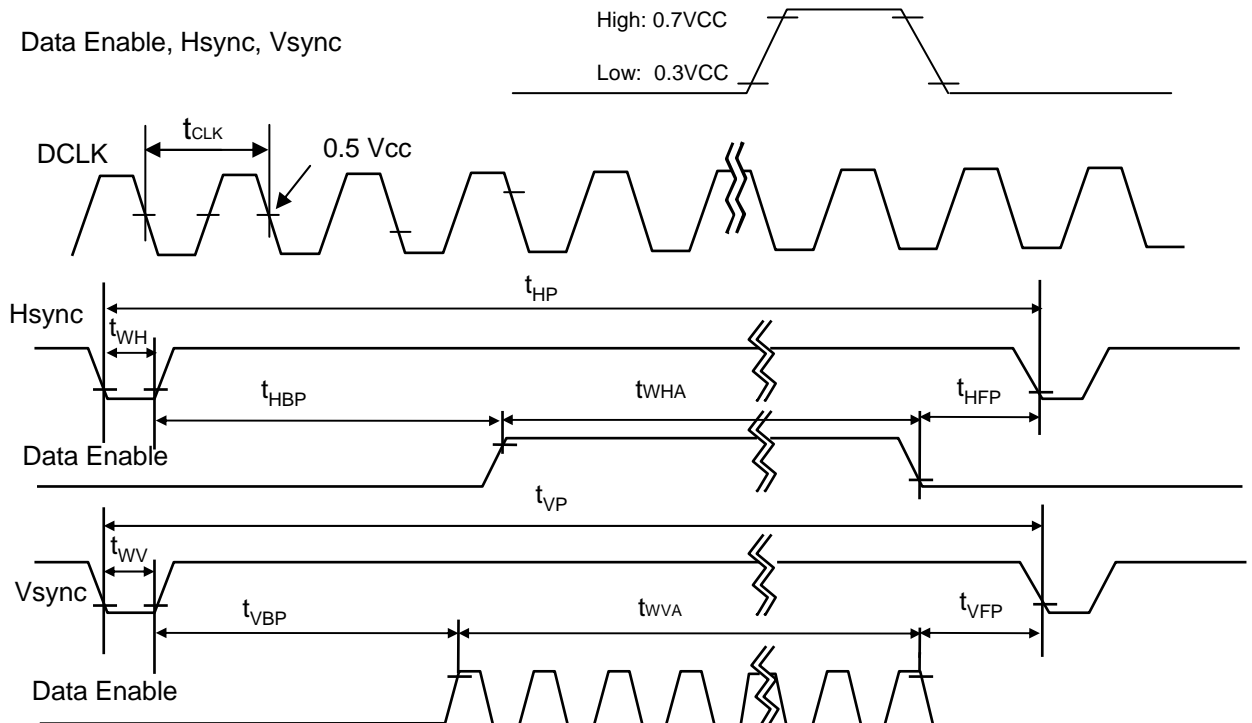 High: 0.7VCC
Data Enable, Hsync, Vsync
Low: 0.3VCC
tCLK
DCLK
0.5 Vcc
tHP
Hsync
tWH
tHBP
tWHA
tHFP
Data Enable
tVP
tWV
Vsync
tVBP
tWVA
tVFP
Data Enable